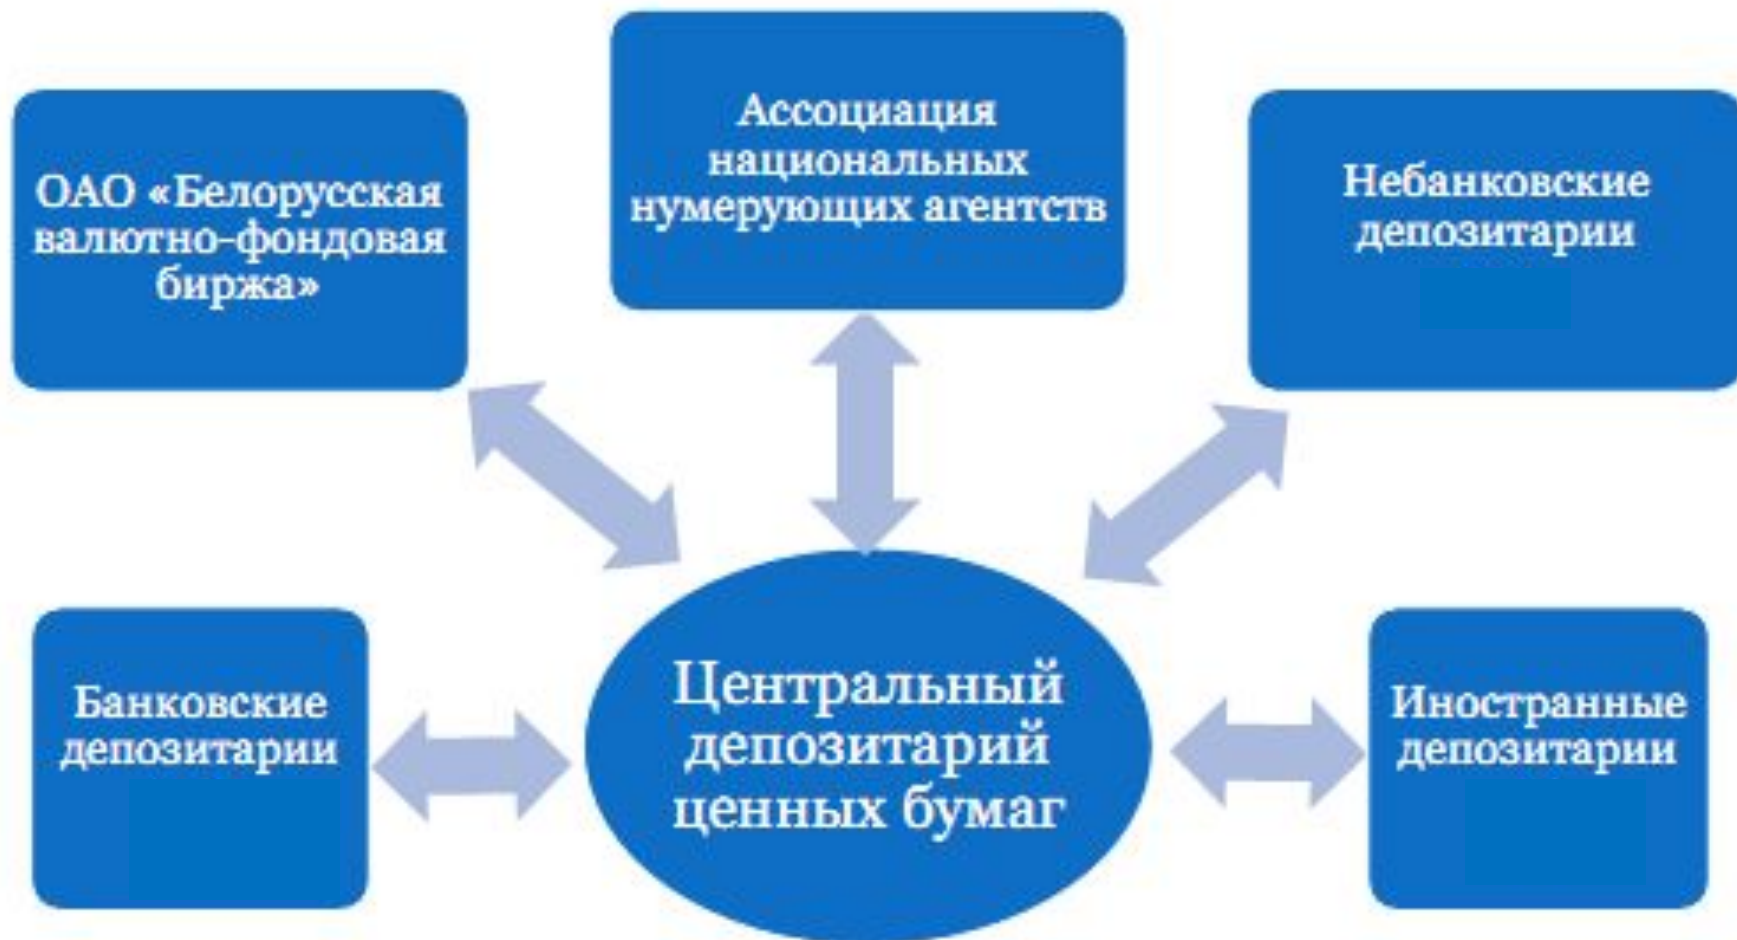 Ассоциация
национальных
нумерующих агентств
ОАО «Белорусская
валютно-фондовая
биржа»
Небанковские
депозитарии
Банковские
депозитарии
Центральный
депозитарий
ценных бумаг
Иностранные
депозитарии